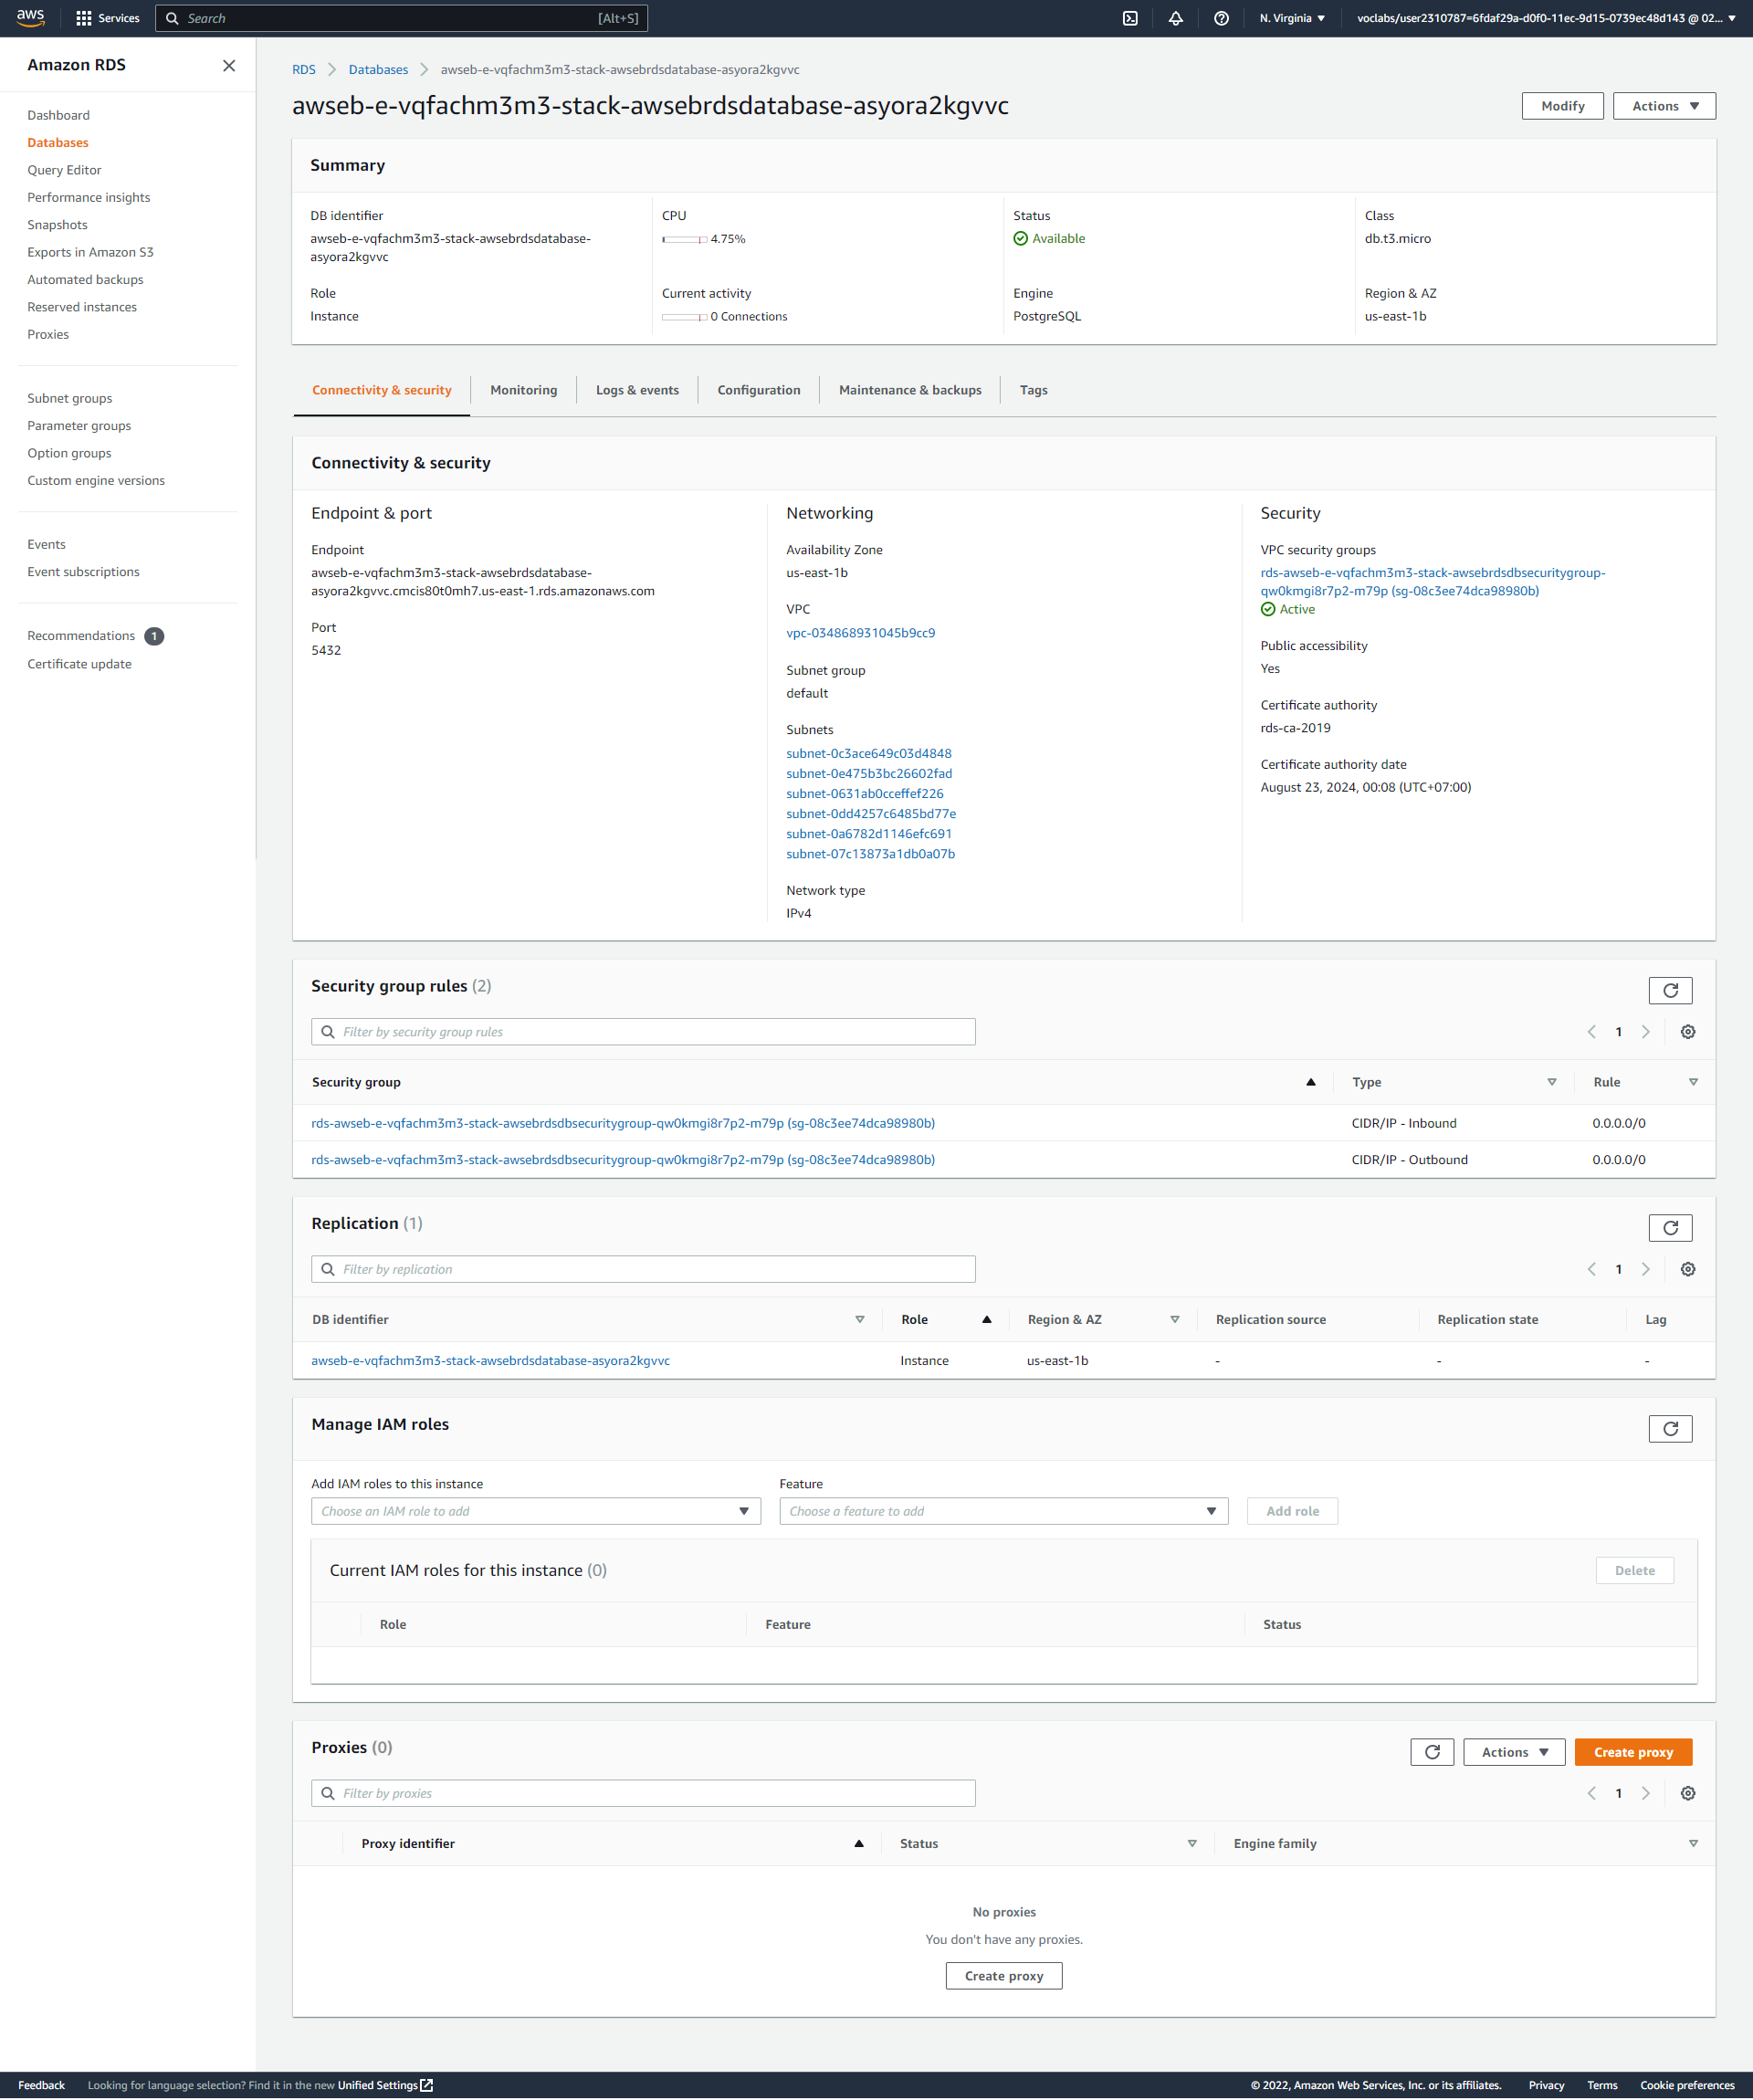 aws
Services
Search
[Alt+S]
N. Virginia
voclabs/user2310787=6fdaf29a-d0f0-11ec-9d15-0739ec48d143 @ 02...
Amazon RDS
Dashboard
Databases
Query Editor
Performance insights
Snapshots
Exports in Amazon S3
Automated backups
Reserved instances
Proxies
Subnet groups
Parameter groups
Option groups
Custom engine versions
Events
Event subscriptions
Recommendations 1
Certificate update
RDS > Databases > awseb-e-vqfachm3m3-stack-awsebrdsdatabase-asyora2kgvvc
awseb-e-vqfachm3m3-stack-awsebrdsdatabase-asyora2kgvvc
Modify
Actions
Summary
DB identifier
awseb-e-vqfachm3m3-stack-awsebrdsdatabase-
asyora2kgvvc
CPU
4.75%
Status
Available
Class
db.t3.micro
Role
Instance
Current activity
0 Connections
Engine
PostgreSQL
Region & AZ
us-east-1b
Connectivity & security
Monitoring
Logs & events
Configuration
Maintenance & backups
Tags
Connectivity & security
Endpoint & port
Endpoint
awseb-e-vqfachm3m3-stack-awsebrdsdatabase-
asyora2kgvvc.cmcis80t0mh7.us-east-1.rds.amazonaws.com
Port
5432
Networking
Availability Zone
us-east-1b
VPC
vpc-034868931045b9cc9
Subnet group
default
Subnets
subnet-0c3ace649c03d4848
subnet-0e475b3bc26602fad
subnet-0631ab0cceffef226
subnet-0dd4257c6485bd77e
subnet-0a6782d1146efc691
subnet-07c13873a1db0a07b
Network type
IPv4
Security
VPC security groups
rds-awseb-e-vqfachm3m3-stack-awsebrdsdbsecuritygroup-
qw0kmgi8r7p2-m79p (sg-08c3ee74dca98980b)
Active
Public accessibility
Yes
Certificate authority
rds-ca-2019
Certificate authority date
August 23, 2024, 00:08 (UTC+07:00)
Security group rules (2)
Filter by security group rules
1
Security group Type Rule
rds-awseb-e-vqfachm3m3-stack-awsebrdsdbsecuritygroup-qw0kmgi8r7p2-m79p (sg-08c3ee74dca98980b) CIDR/IP - Inbound 0.0.0.0/0
rds-awseb-e-vqfachm3m3-stack-awsebrdsdbsecuritygroup-qw0kmgi8r7p2-m79p (sg-08c3ee74dca98980b) CIDR/IP - Outbound 0.0.0.0/0
Replication (1)
Filter by replication
1
DB identifier Role Region & AZ Replication source Replication state Lag
awseb-e-vqfachm3m3-stack-awsebrdsdatabase-asyora2kgvvc Instance us-east-1b - - -
Manage IAM roles
Add IAM roles to this instance
Choose an IAM role to add
Feature
Choose a feature to add
Add role
Current IAM roles for this instance (0)
Delete
Role Feature Status
Proxies (0)
Actions
Create proxy
Filter by proxies
1
Proxy identifier Status Engine family
No proxies
You don't have any proxies.
Create proxy
Feedback
Looking for language selection? Find it in the new Unified Settings
© 2022, Amazon Web Services, Inc. or its affiliates.
Privacy
Terms
Cookie preferences